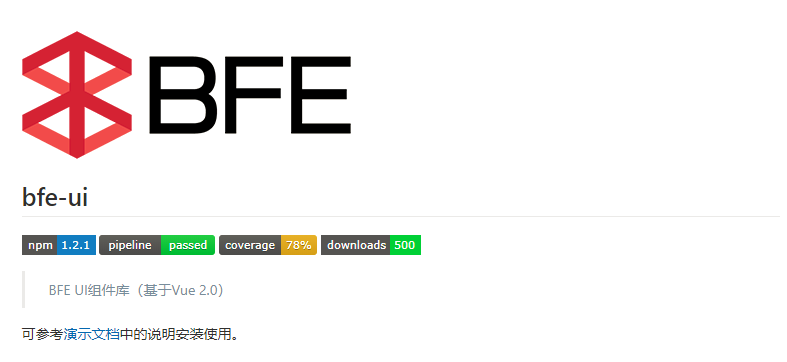 BFE
bfe-ui
npm 1.2.1 pipeline passed coverage 78% downloads 500
BFE UI组件库（基于Vue 2.0）
可参考演示文档中的说明安装使用。